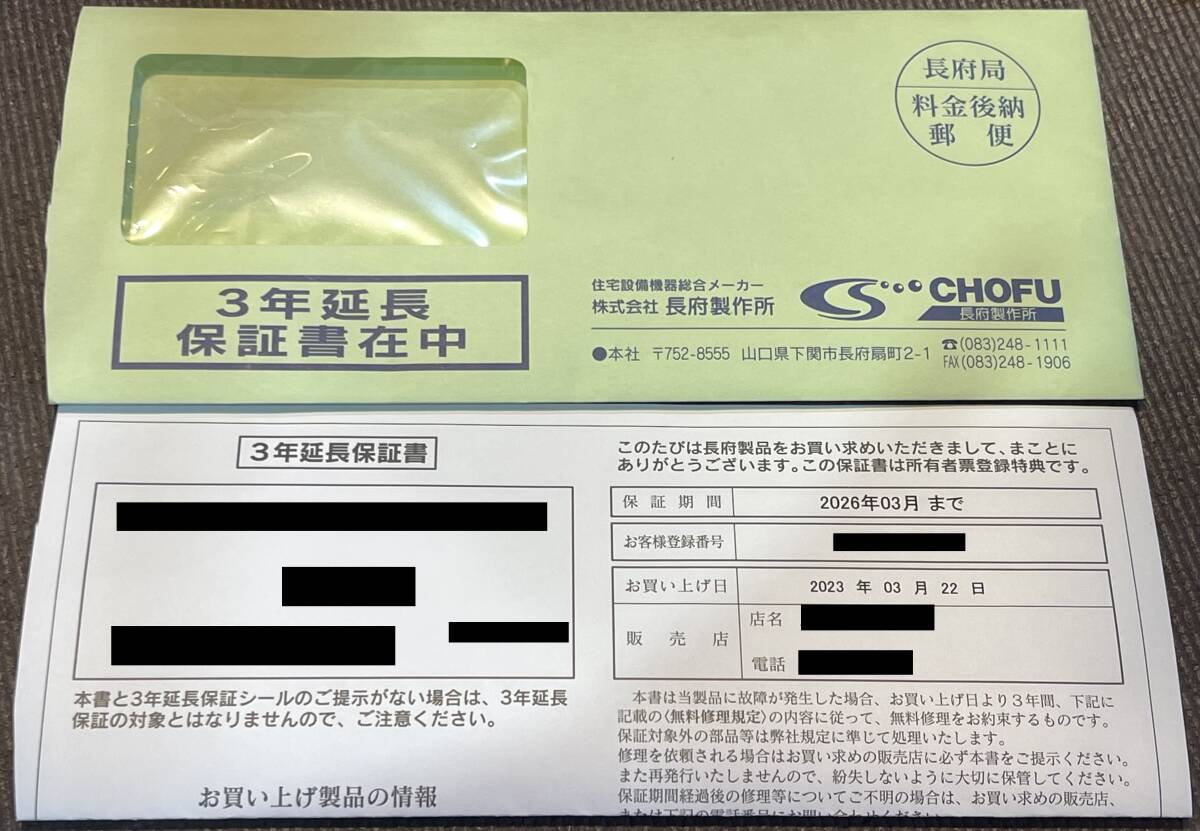 長府局
料金後納
郵便
3年延長
保証書在中
住宅設備機器総合メーカー
株式会社 長府製作所
CHOFU
長府製作所
●本社 〒752-8555 山口県下関市長府扇町2-1 ☎(083)248-1111
FAX(083)248-1906
3年延長保証書
本書と3年延長保証シールのご提示がない場合は、3年延長
保証の対象とはなりませんので、ご注意ください。
お買い上げ製品の情報
このたびは長府製品をお買い求めいただきまして、まことに
ありがとうございます。この保証書は所有者票登録特典です。
保証期間 2026年03月 まで
お客様登録番号
お買い上げ日 2023 年 03 月 22 日
販売店 店名
電話
本書は当製品に故障が発生した場合、お買い上げ日より3年間、下記に
記載の〈無料修理規定〉の内容に従って、無料修理をお約束するものです。
保証対象外の部品等は弊社規定に準じて処理いたします。
修理を依頼される場合はお買い求めの販売店に必ず本書をご提示ください。
また再発行いたしませんので、紛失しないように大切に保管してください。
保証期間経過後の修理等についてご不明の場合は、お買い求めの販売店、
または下記の電話番号にお問い合わせください。